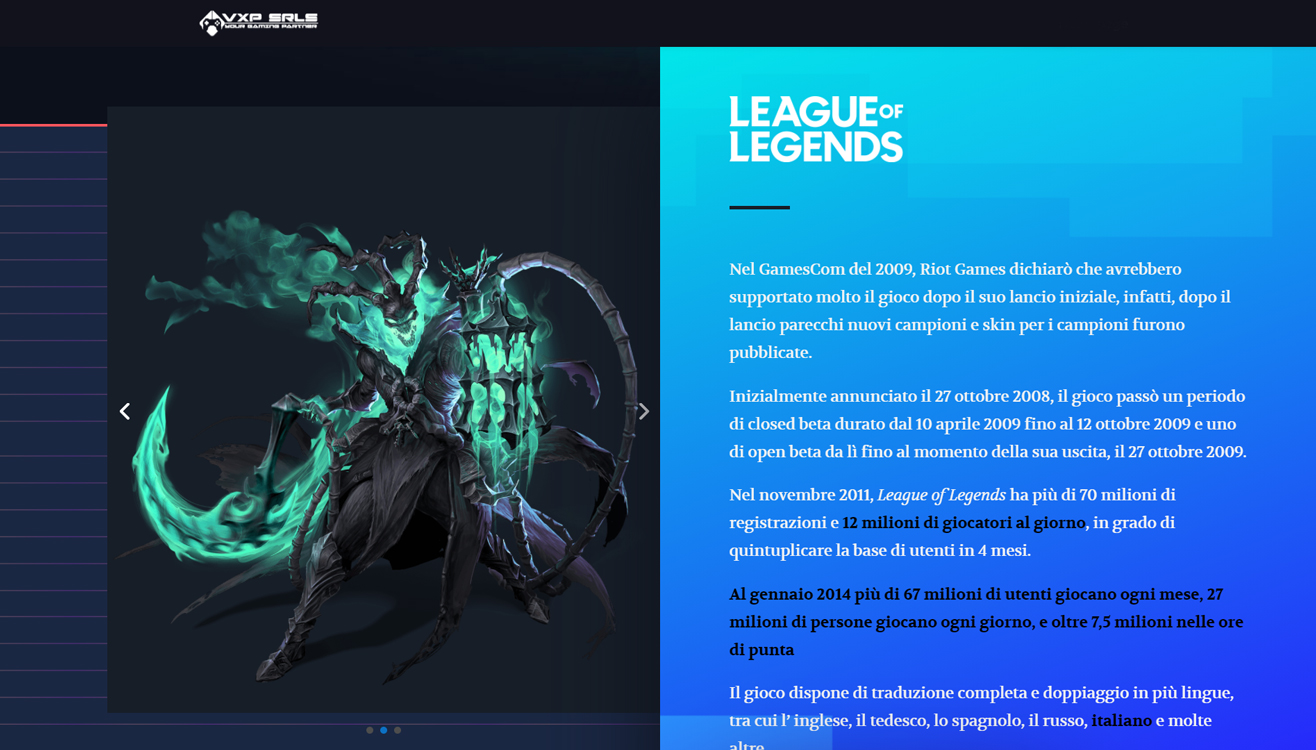 VXP SRLS
YOUR GAMING PARTNER
LEAGUE OF
LEGENDS
Nel GamesCom del 2009, Riot Games dichiarò che avrebbero
supportato molto il gioco dopo il suo lancio iniziale, infatti, dopo il
lancio parecchi nuovi campioni e skin per i campioni furono
pubblicate.
Inizialmente annunciato il 27 ottobre 2008, il gioco passò un periodo
di closed beta durato dal 10 aprile 2009 fino al 12 ottobre 2009 e uno
di open beta da lì fino al momento della sua uscita, il 27 ottobre 2009.
Nel novembre 2011, League of Legends ha più di 70 milioni di
registrazioni e 12 milioni di giocatori al giorno, in grado di
quintuplicare la base di utenti in 4 mesi.
Al gennaio 2014 più di 67 milioni di utenti giocano ogni mese, 27
milioni di persone giocano ogni giorno, e oltre 7,5 milioni nelle ore
di punta
Il gioco dispone di traduzione completa e doppiaggio in più lingue,
tra cui l’ inglese, il tedesco, lo spagnolo, il russo, italiano e molte
altre